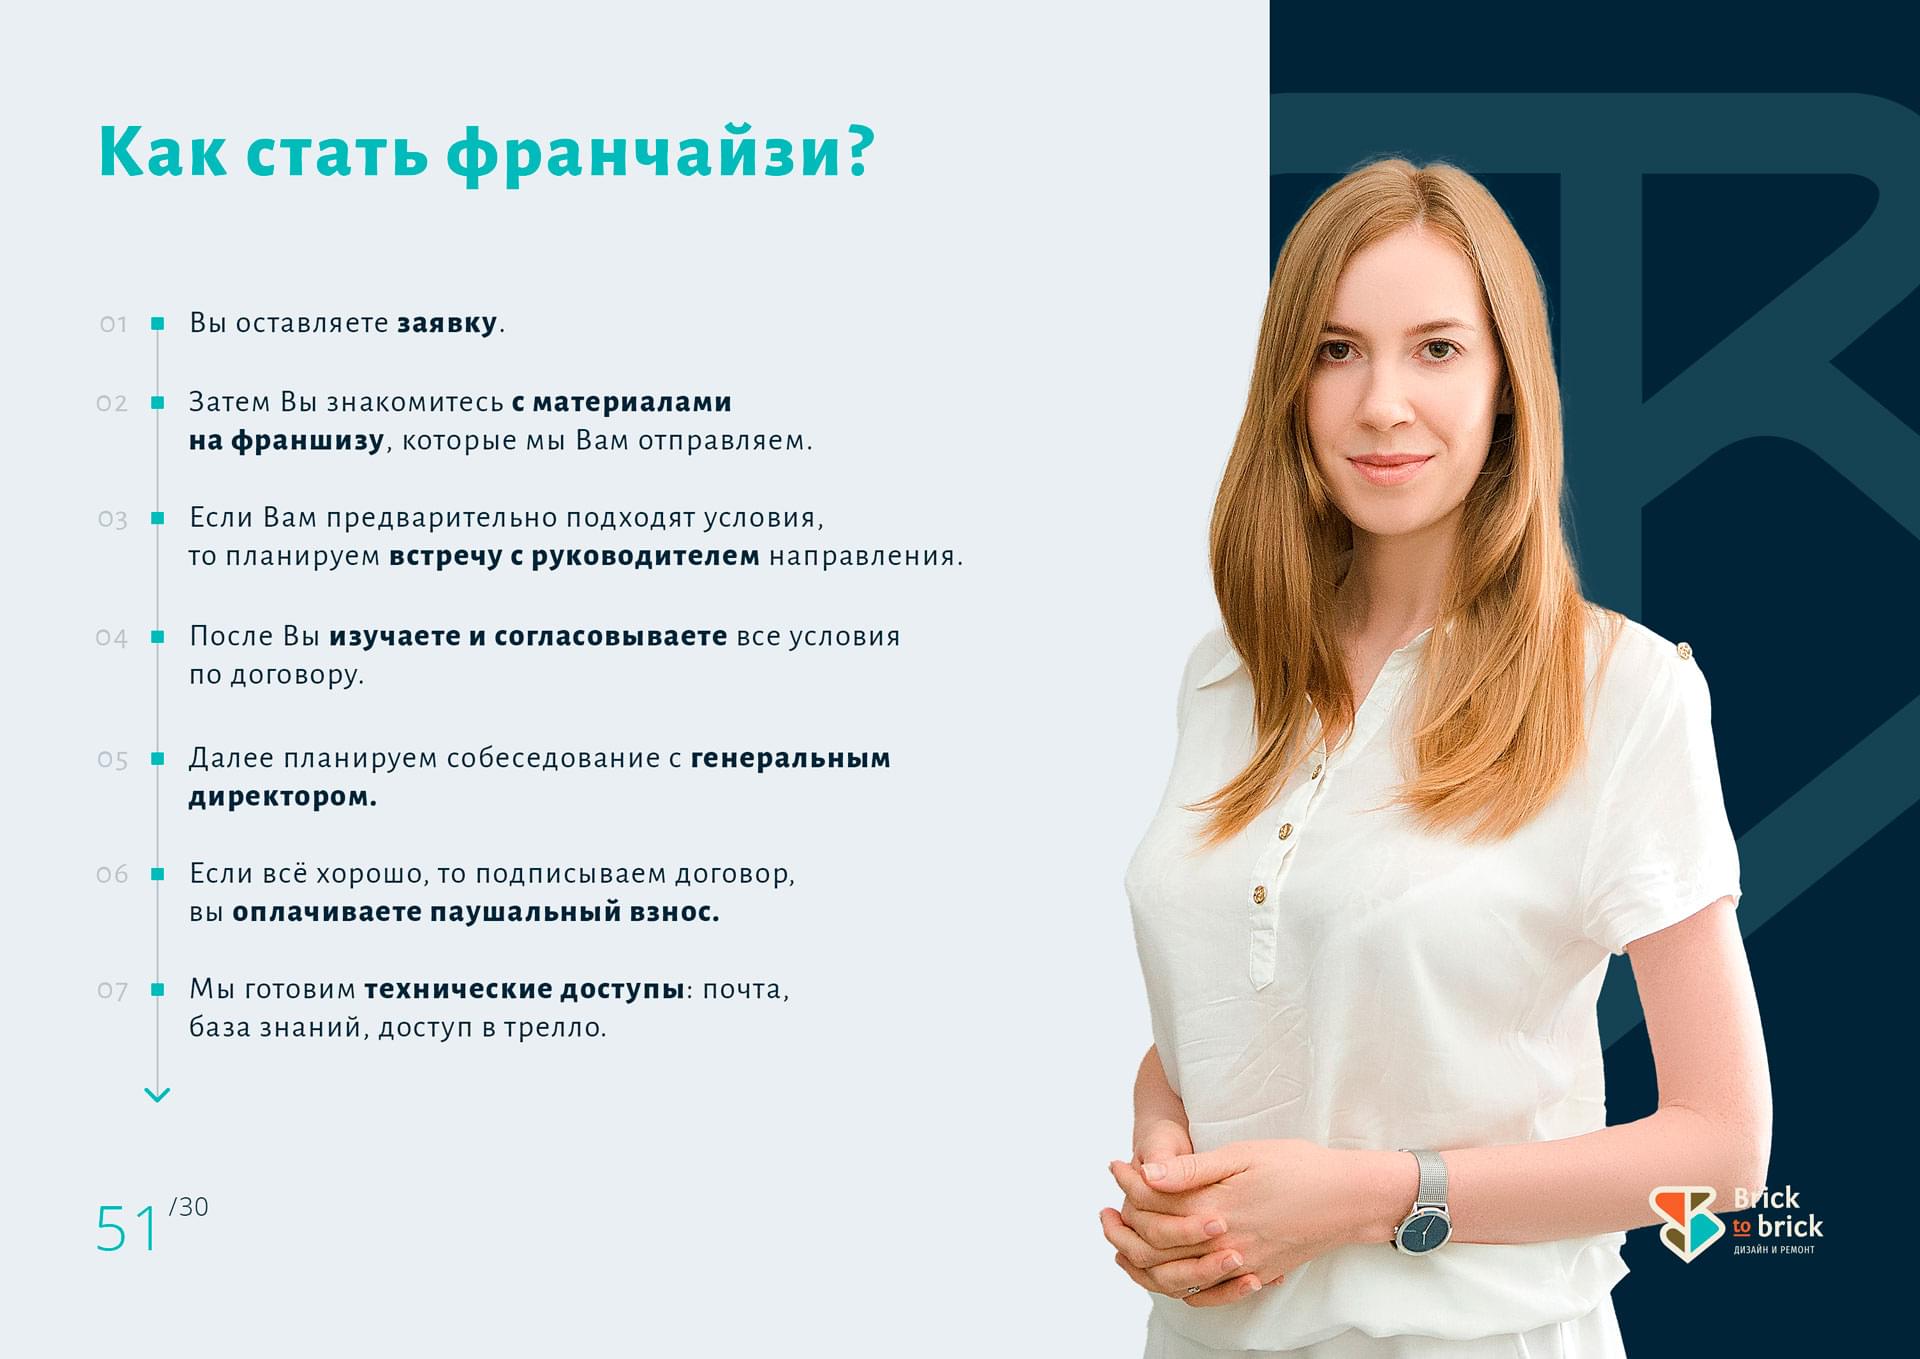 Как стать франчайзи?
01 Вы оставляете заявку.
02 Затем Вы знакомитесь с материалами
на франшизу, которые мы Вам отправляем.
03 Если Вам предварительно подходят условия,
то планируем встречу с руководителем направления.
04 После Вы изучаете и согласовываете все условия
по договору.
05 Далее планируем собеседование с генеральным
директором.
06 Если всё хорошо, то подписываем договор,
вы оплачиваете паушальный взнос.
07 Мы готовим технические доступы: почта,
база знаний, доступ в трелло.
51/30
Brick
to brick
ДИЗАЙН И РЕМОНТ